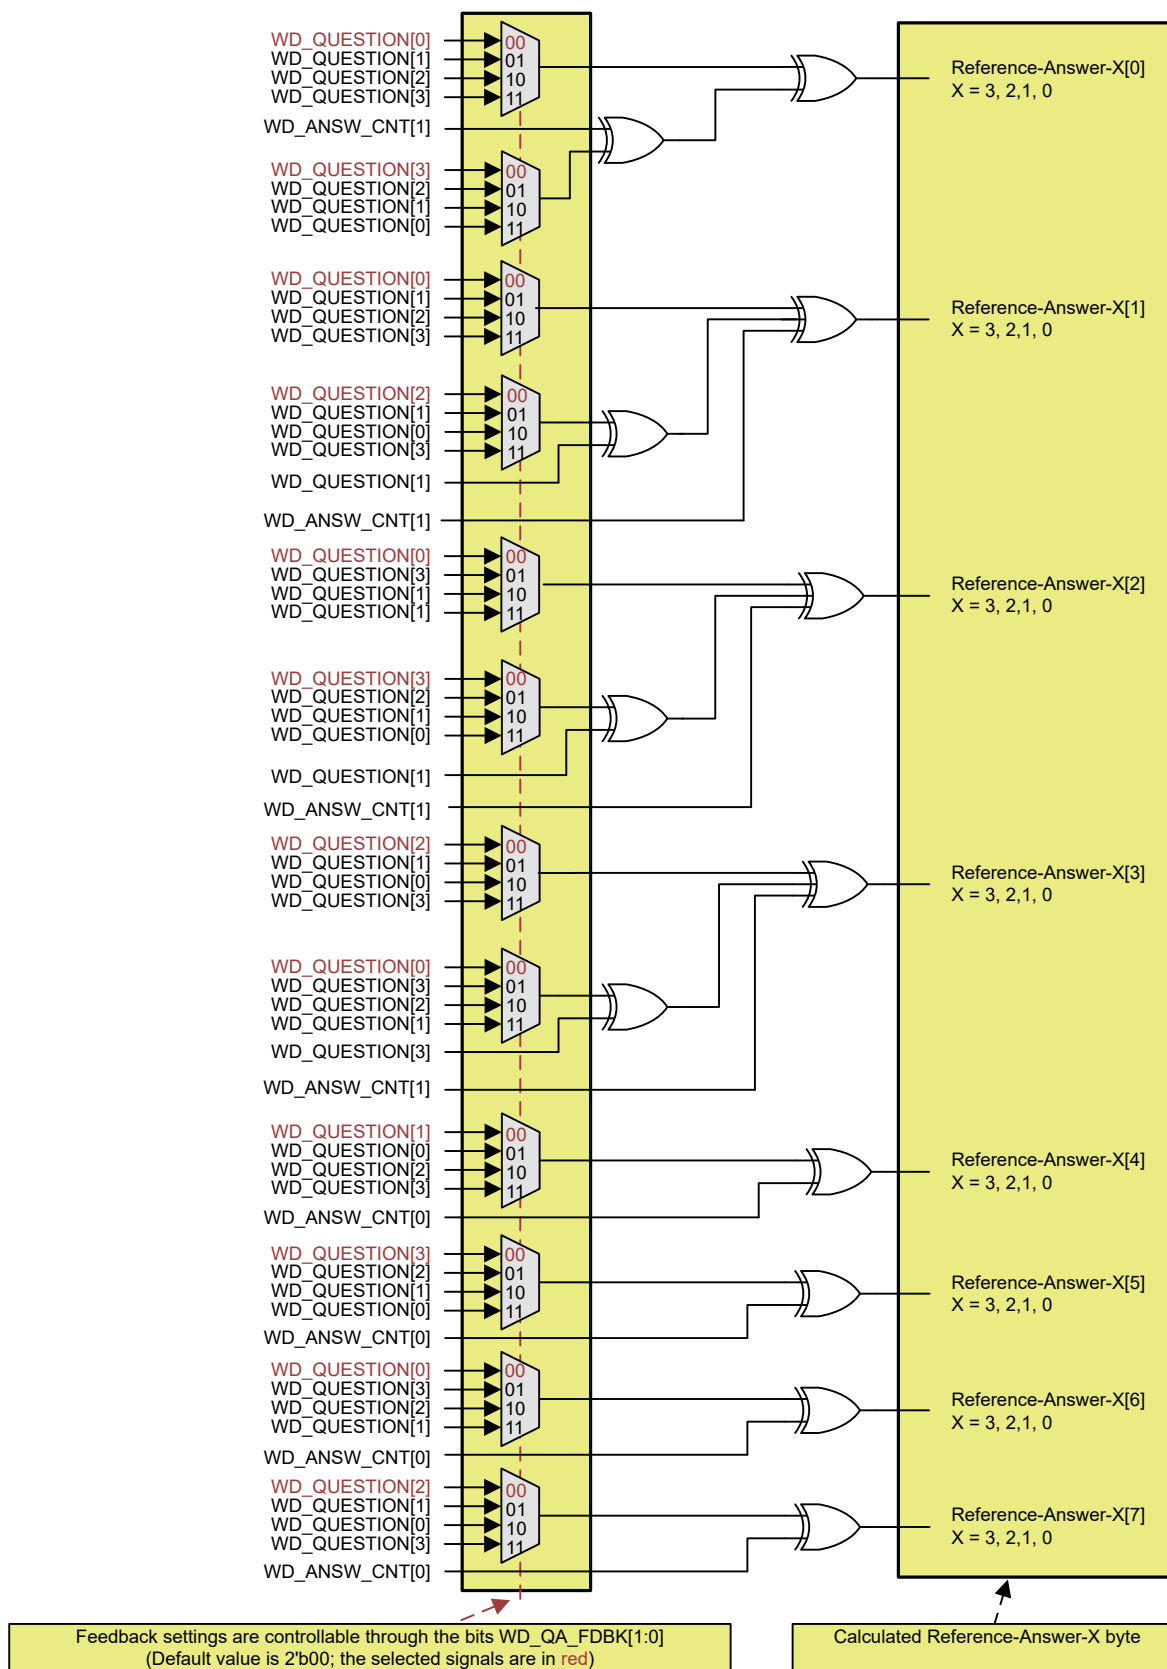 WD_QUESTION[0]
WD_QUESTION[1]
WD_QUESTION[2]
WD_QUESTION[3]
00
01
10
11
WD_ANSW_CNT[1]
Reference-Answer-X[0]
X = 3, 2,1, 0
WD_QUESTION[3]
WD_QUESTION[2]
WD_QUESTION[1]
WD_QUESTION[0]
00
01
10
11
WD_QUESTION[0]
WD_QUESTION[1]
WD_QUESTION[2]
WD_QUESTION[3]
00
01
10
11
Reference-Answer-X[1]
X = 3, 2,1, 0
WD_QUESTION[2]
WD_QUESTION[1]
WD_QUESTION[0]
WD_QUESTION[3]
00
01
10
11
WD_QUESTION[1]
WD_ANSW_CNT[1]
WD_QUESTION[0]
WD_QUESTION[3]
WD_QUESTION[1]
WD_QUESTION[1]
00
01
10
11
Reference-Answer-X[2]
X = 3, 2,1, 0
WD_QUESTION[3]
WD_QUESTION[2]
WD_QUESTION[1]
WD_QUESTION[0]
00
01
10
11
WD_QUESTION[1]
WD_ANSW_CNT[1]
WD_QUESTION[2]
WD_QUESTION[1]
WD_QUESTION[0]
WD_QUESTION[3]
00
01
10
11
Reference-Answer-X[3]
X = 3, 2,1, 0
WD_QUESTION[0]
WD_QUESTION[3]
WD_QUESTION[2]
WD_QUESTION[1]
00
01
10
11
WD_QUESTION[3]
WD_ANSW_CNT[1]
WD_QUESTION[1]
WD_QUESTION[0]
WD_QUESTION[2]
WD_QUESTION[3]
00
01
10
11
WD_ANSW_CNT[0]
Reference-Answer-X[4]
X = 3, 2,1, 0
WD_QUESTION[3]
WD_QUESTION[2]
WD_QUESTION[1]
WD_QUESTION[0]
00
01
10
11
WD_ANSW_CNT[0]
Reference-Answer-X[5]
X = 3, 2,1, 0
WD_QUESTION[0]
WD_QUESTION[3]
WD_QUESTION[2]
WD_QUESTION[1]
00
01
10
11
WD_ANSW_CNT[0]
Reference-Answer-X[6]
X = 3, 2,1, 0
WD_QUESTION[2]
WD_QUESTION[1]
WD_QUESTION[0]
WD_QUESTION[3]
00
01
10
11
WD_ANSW_CNT[0]
Reference-Answer-X[7]
X = 3, 2,1, 0
Feedback settings are controllable through the bits WD_QA_FDBK[1:0]
(Default value is 2'b00; the selected signals are in red)
Calculated Reference-Answer-X byte